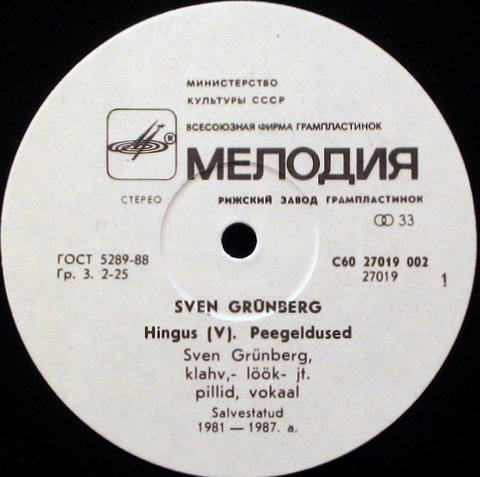 МИНИСТЕРСТВО
КУЛЬТУРЫ СССР
ВСЕСОЮЗНАЯ ФИРМА ГРАМПЛАСТИНОК
®
МЕЛОДИЯ
СТЕРЕО
РИЖСКИЙ ЗАВОД ГРАМПЛАСТИНОК
33
ГОСТ 5289-88
Гр. 3. 2-25
С60 27019 002
27019
1
SVEN GRÜNBERG
Hingus (V). Peegeldused
Sven Grünberg,
klahv,- löök- jt.
pillid, vokaal
Salvestatud
1981 — 1987. a.